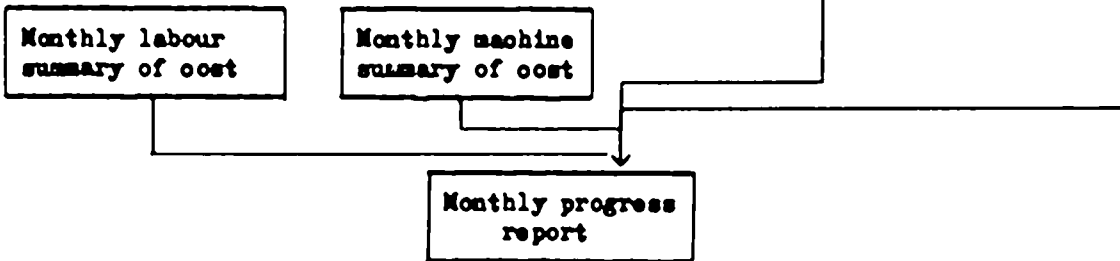 Monthly labour
summary of cost
Monthly machine
summary of cost
Monthly progress
report